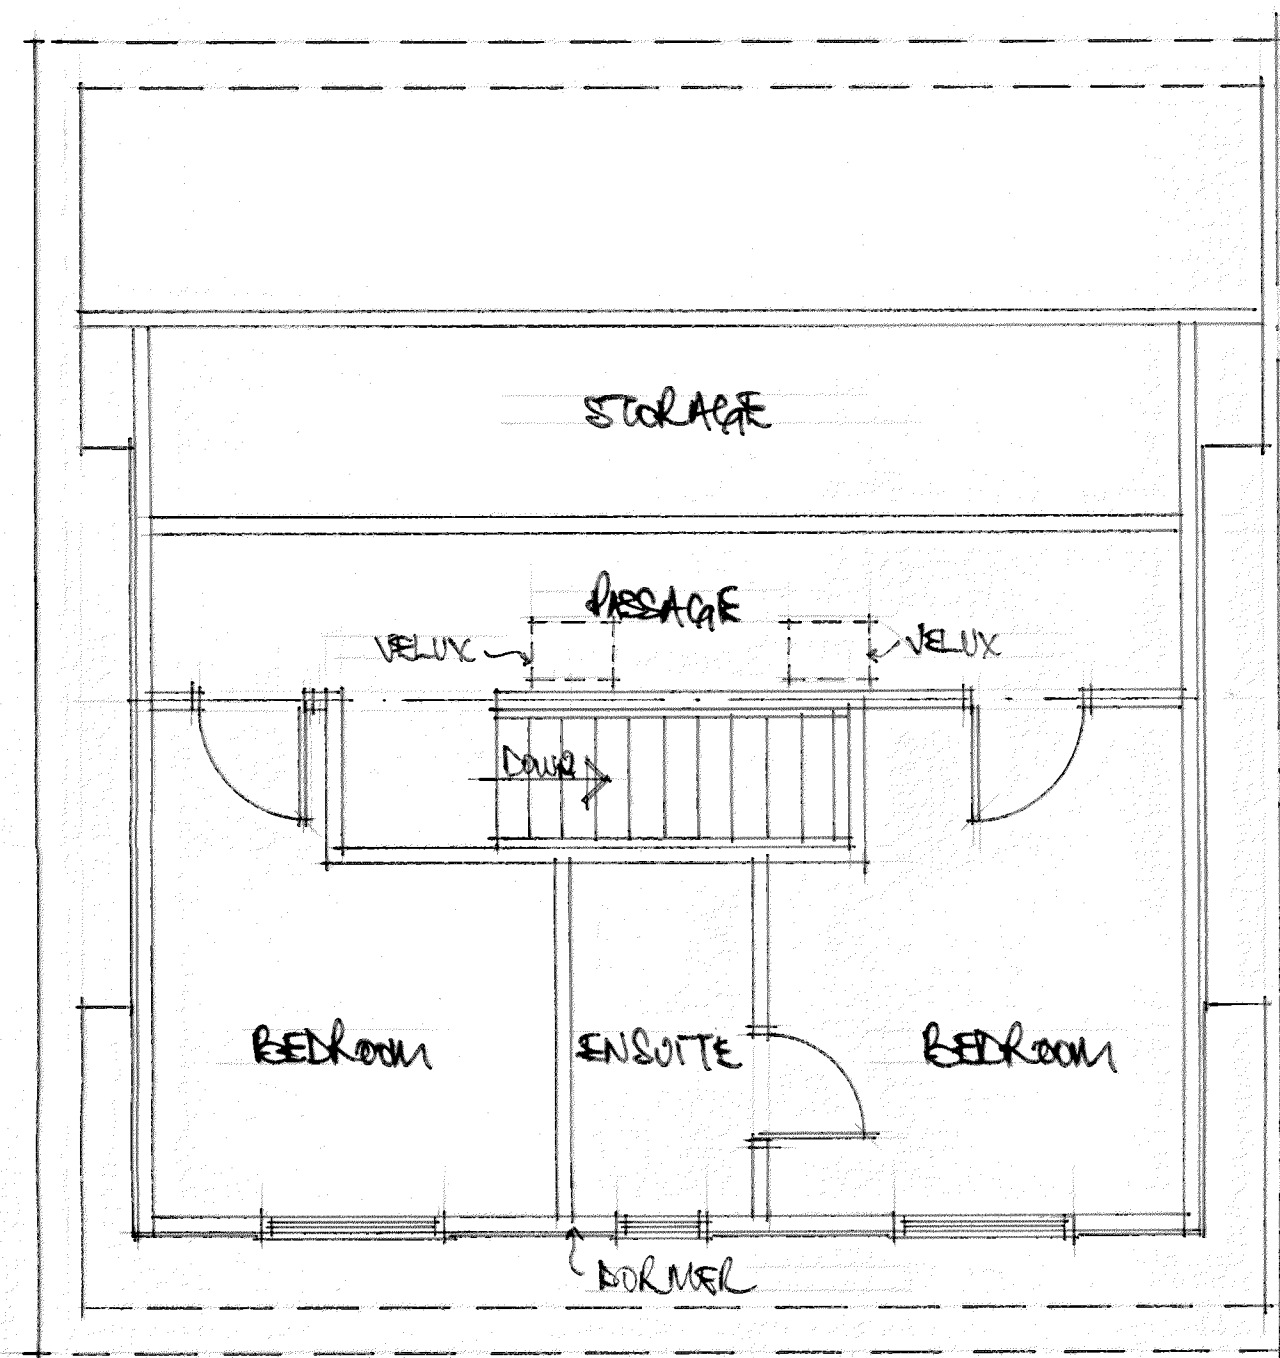 STORAGE
PASSAGE
VELUX
VELUX
DOWN
BEDROOM
ENSUITE
BEDROOM
DORMER